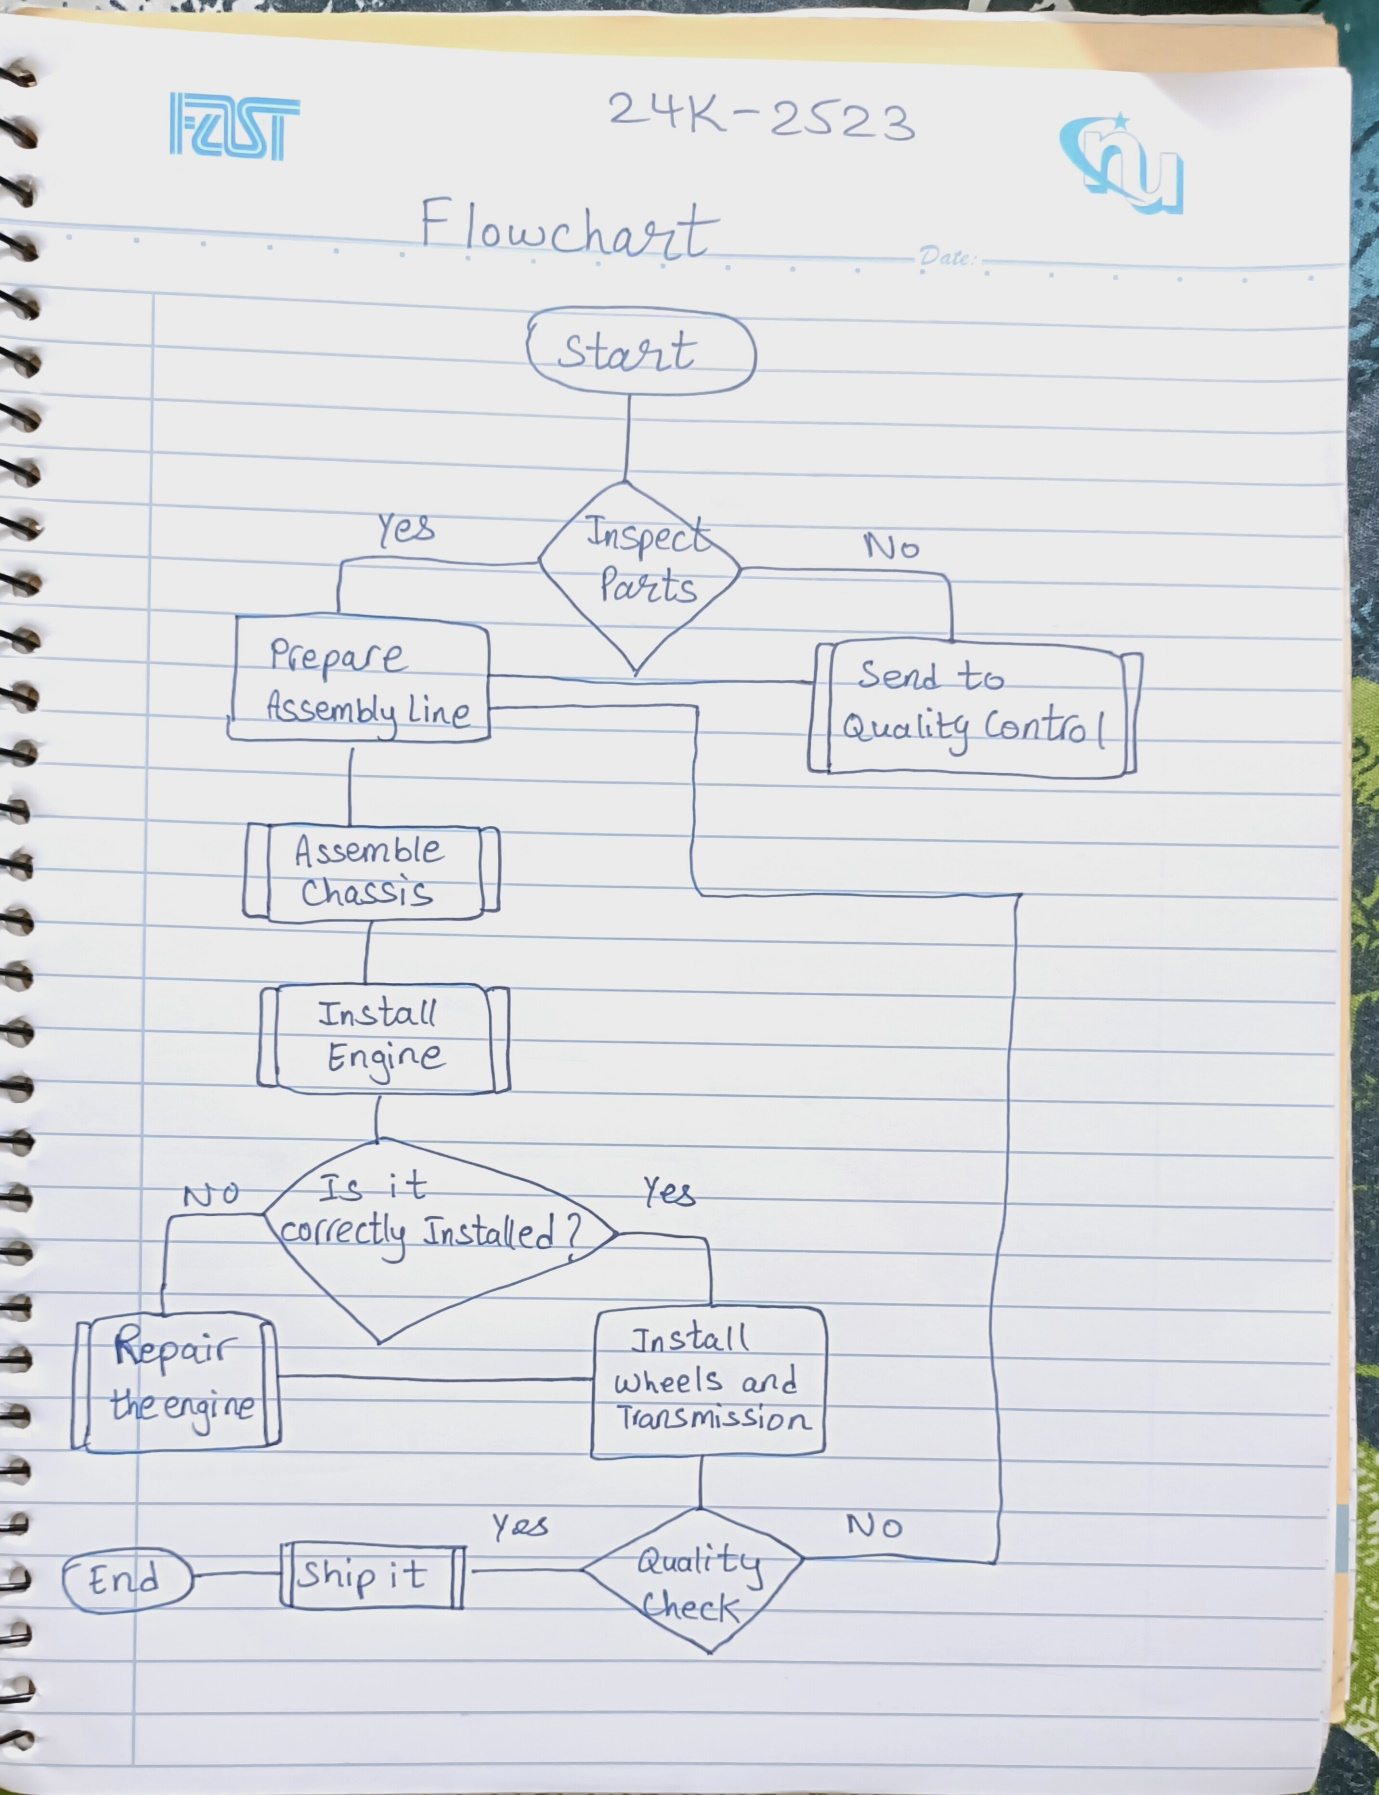 FAST
24K-2523
nu
Flowchart
Date:
Start
Yes
Inspect
Parts
No
Prepare
Assembly Line
Send to
Quality Control
Assemble
Chassis
Install
Engine
NO
Is it
correctly Installed?
Yes
Repair
the engine
Install
wheels and
Transmission
Yes
NO
End
Ship it
Quality
Check